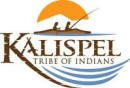 KALISPEL
TRIBE OF INDIANS